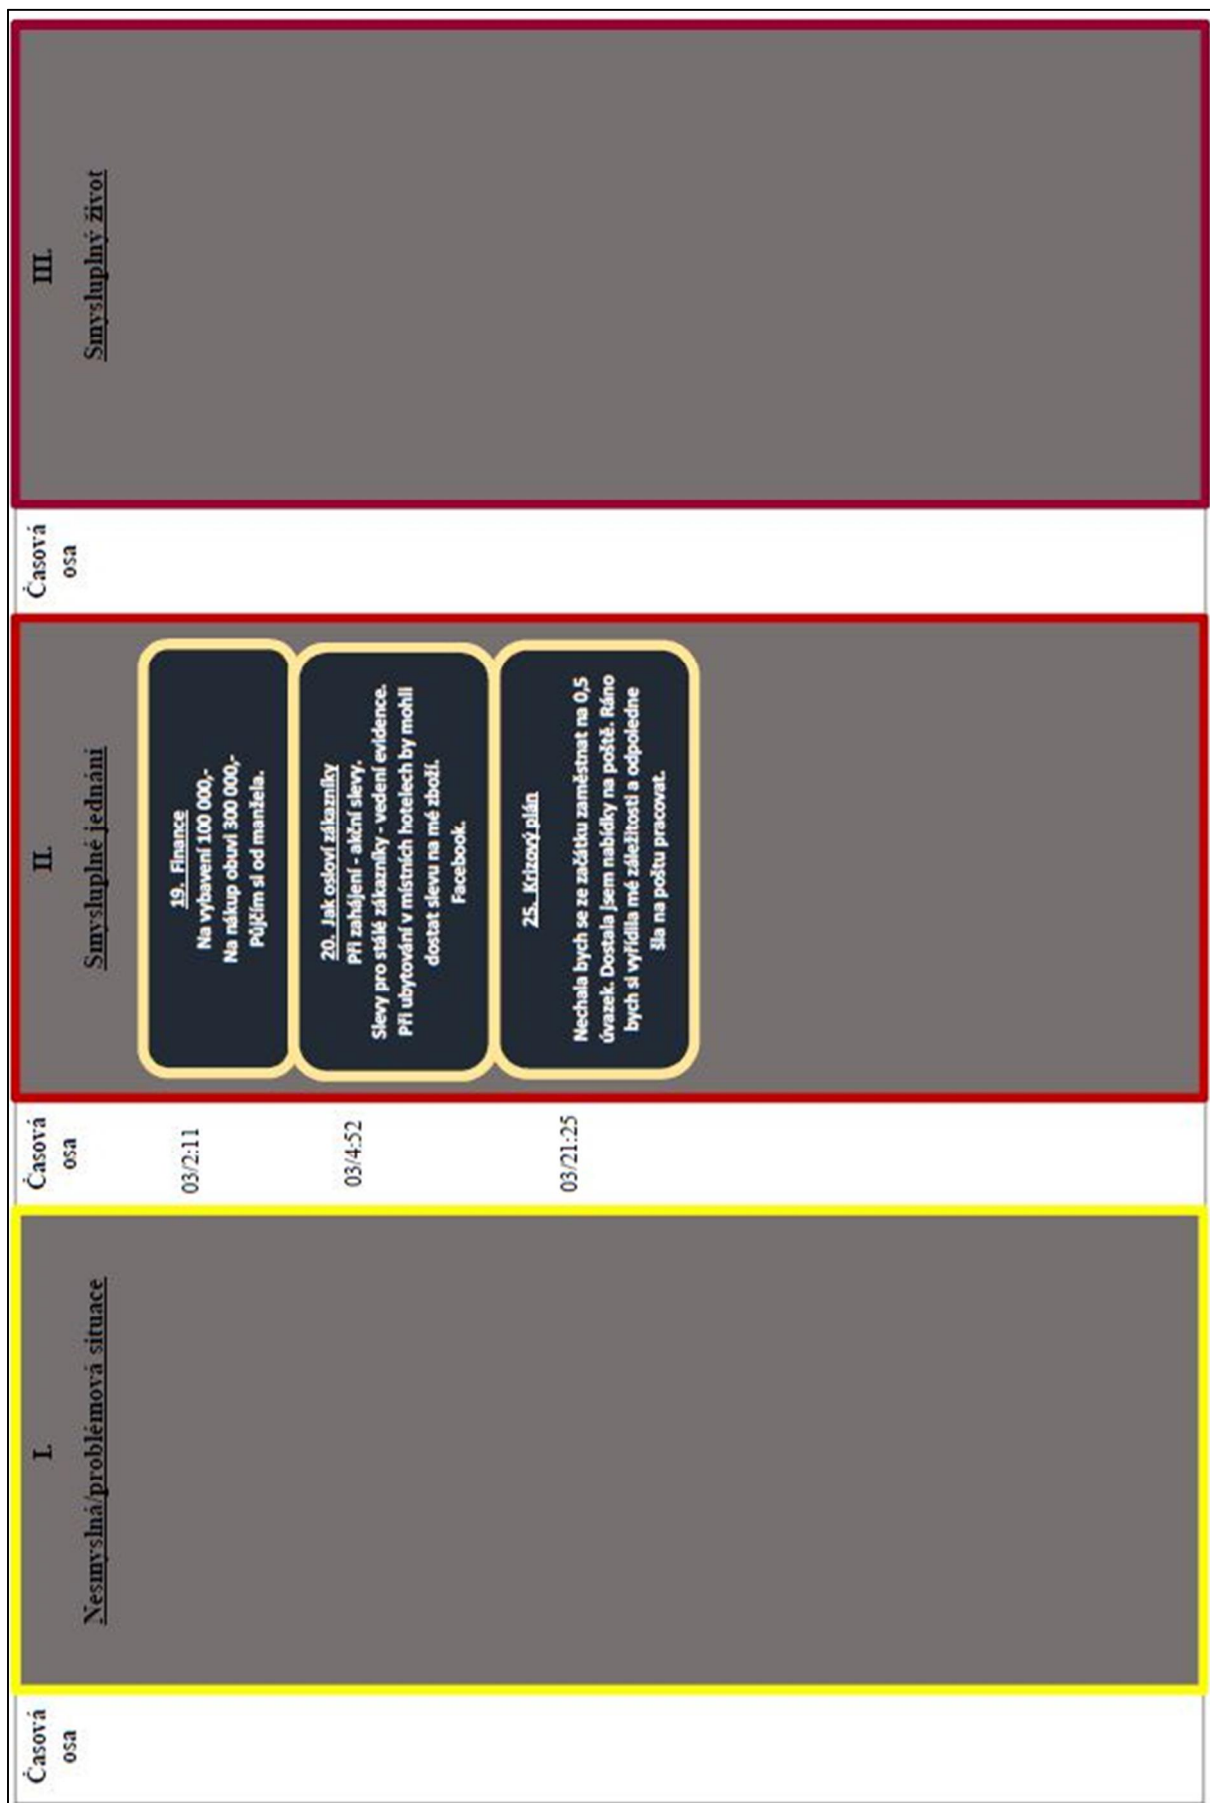 Časová
osa
I.
Nesmyslná/problémová situace
Časová
osa
03/2:11
03/4:52
03/21:25
II.
Smysluplné jednání
19. Finance
Na vybavení 100 000,-
Na nákup obuvi 300 000,-
Půjčím si od manžela.
20. Jak osloví zákazníky
Při zahájení - akční slevy.
Slevy pro stálé zákazníky - vedení evidence.
Při ubytování v místních hotelech by mohli
dostat slevu na mé zboží.
Facebook.
25. Krizový plán
Nechala bych se ze začátku zaměstnat na 0,5
úvazek. Dostala jsem nabídky na poště. Ráno
bych si vyřídila mé záležitosti a odpoledne
šla na poštu pracovat.
Časová
osa
III.
Smysluplný život